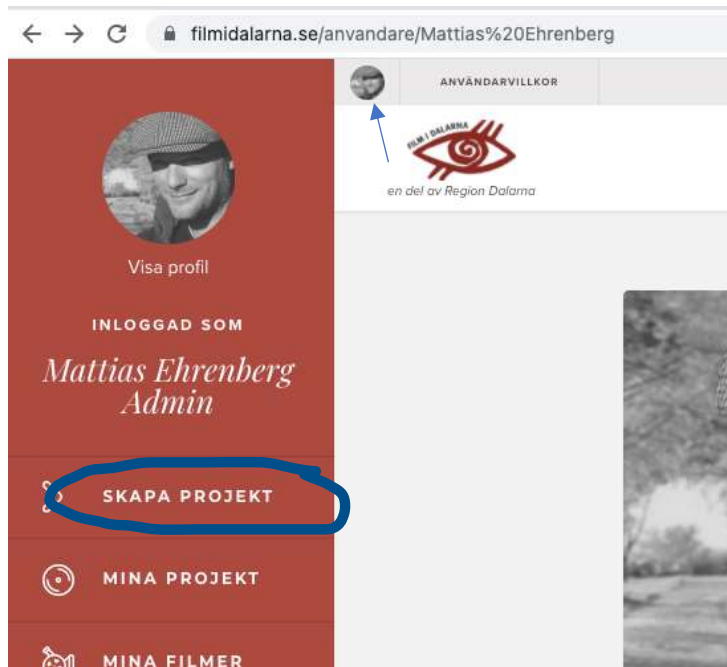 filmidalarna.se/anvandare/Mattias%20Ehrenberg
ANVÄNDARVILLKOR
FILM I DALARNA
en del av Region Dalarna
Visa profil
INLOGGAD SOM
Mattias Ehrenberg
Admin
SKAPA PROJEKT
MINA PROJEKT
MINA FILMER